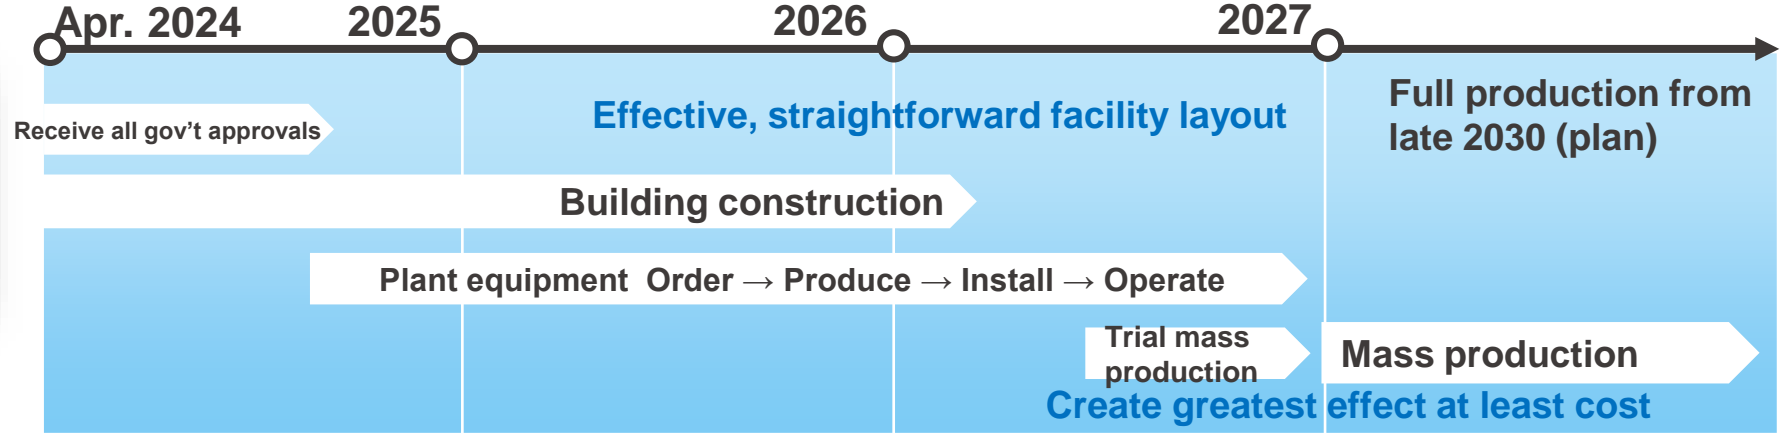 Apr. 2024 2025 2026 2027
Receive all gov't approvals
Effective, straightforward facility layout
Full production from
late 2030 (plan)
Building construction
Plant equipment Order → Produce → Install → Operate
Trial mass
production
Mass production
Create greatest effect at least cost